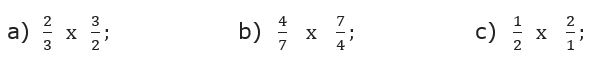 a) 2/3 x 3/2; b) 4/7 x 7/4; c) 1/2 x 2/1;